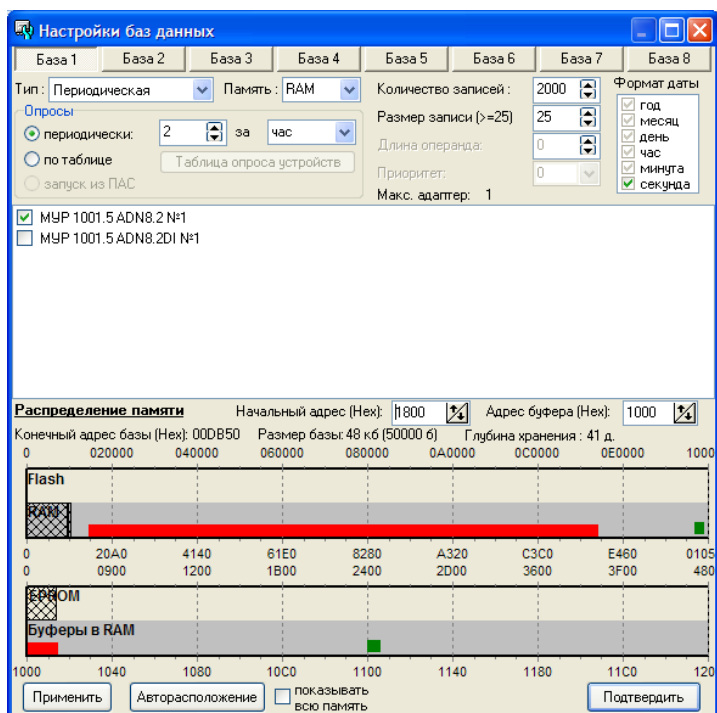 Настройки баз данных
База 1 База 2 База 3 База 4 База 5 База 6 База 7 База 8
Тип : Периодическая Память : RAM Количество записей : 2000 Формат даты
Опросы Размер записи (>=25) 25 год
периодически: 2 за час месяц
Длина операнда: 0 день
по таблице Таблица опроса устройств час
Приоритет: 0 минута
запуск из ПАС Макс. адаптер: 1 секунда
МУР 1001.5 ADN8.2 №1
МУР 1001.5 ADN8.2DI №1
Распределение памяти Начальный адрес (Hex): 1800 Адрес буфера (Hex): 1000
Конечный адрес базы (Hex): 00DB50 Размер базы: 48 кб (50000 б) Глубина хранения : 41 д.
0 020000 040000 060000 080000 0A0000 0C0000 0E0000 1000
Flash
RAM
0 20A0 4140 61E0 8280 A320 C3C0 E460 0105
0 0900 1200 1B00 2400 2D00 3600 3F00 480
EPROM
Буферы в RAM
1000 1040 1080 10C0 1100 1140 1180 11C0 120
Применить Авторасположение показывать
всю память Подтвердить